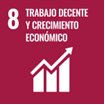 8 TRABAJO DECENTE
Y CRECIMIENTO
ECONÓMICO